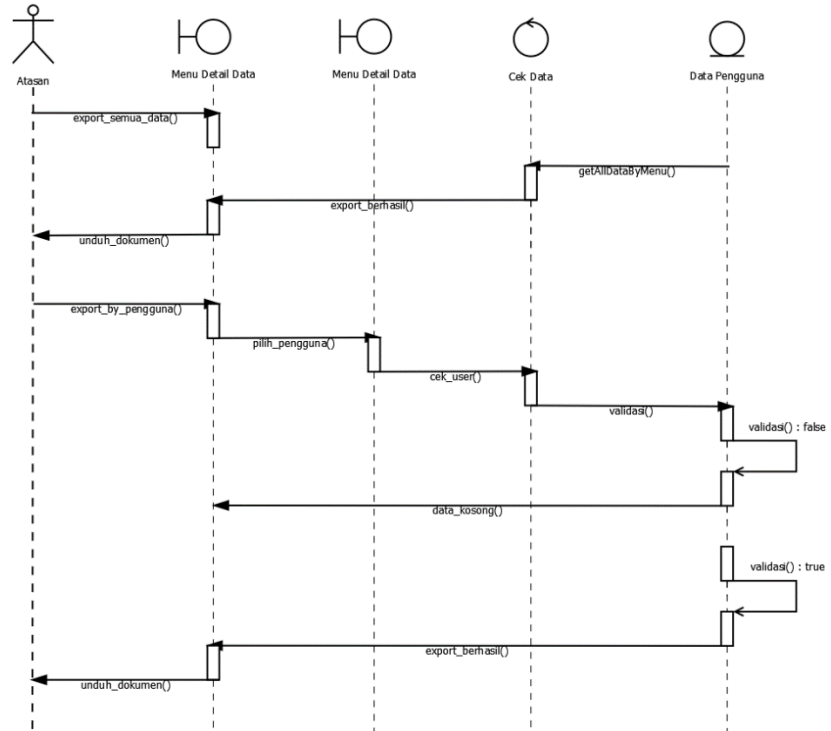 Atasan
Menu Detail Data
Menu Detail Data
Cek Data
Data Pengguna
export_semua_data()
getAllDataByMenu()
export_berhasil()
unduh_dokumen()
export_by_pengguna()
pilih_pengguna()
cek_user()
validasi()
validasi() : false
data_kosong()
validasi() : true
export_berhasil()
unduh_dokumen()